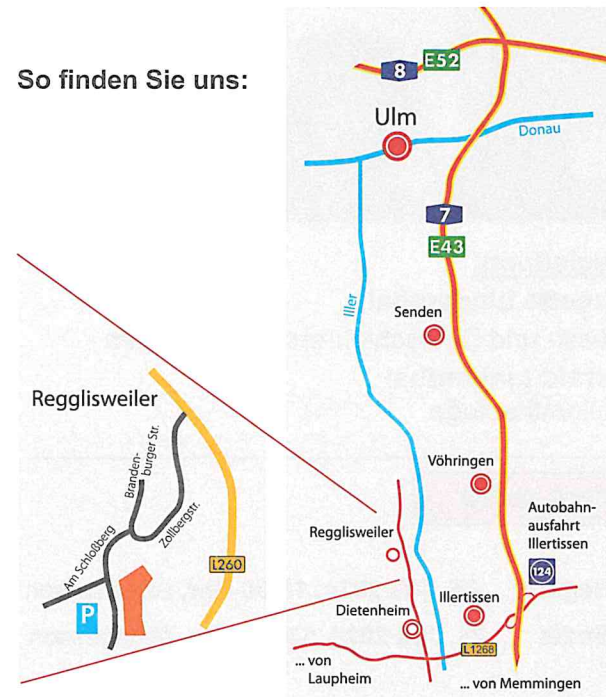 So finden Sie uns:
8
E52
Ulm
Donau
7
E43
Iller
Senden
Vöhringen
Autobahn-
ausfahrt
Illertissen
124
Regglisweiler
Dietenheim
Illertissen
L1268
... von
Laupheim
... von Memmingen
Regglisweiler
Branden-
burger Str.
Zollbergstr.
Am Schloßberg
L260
P